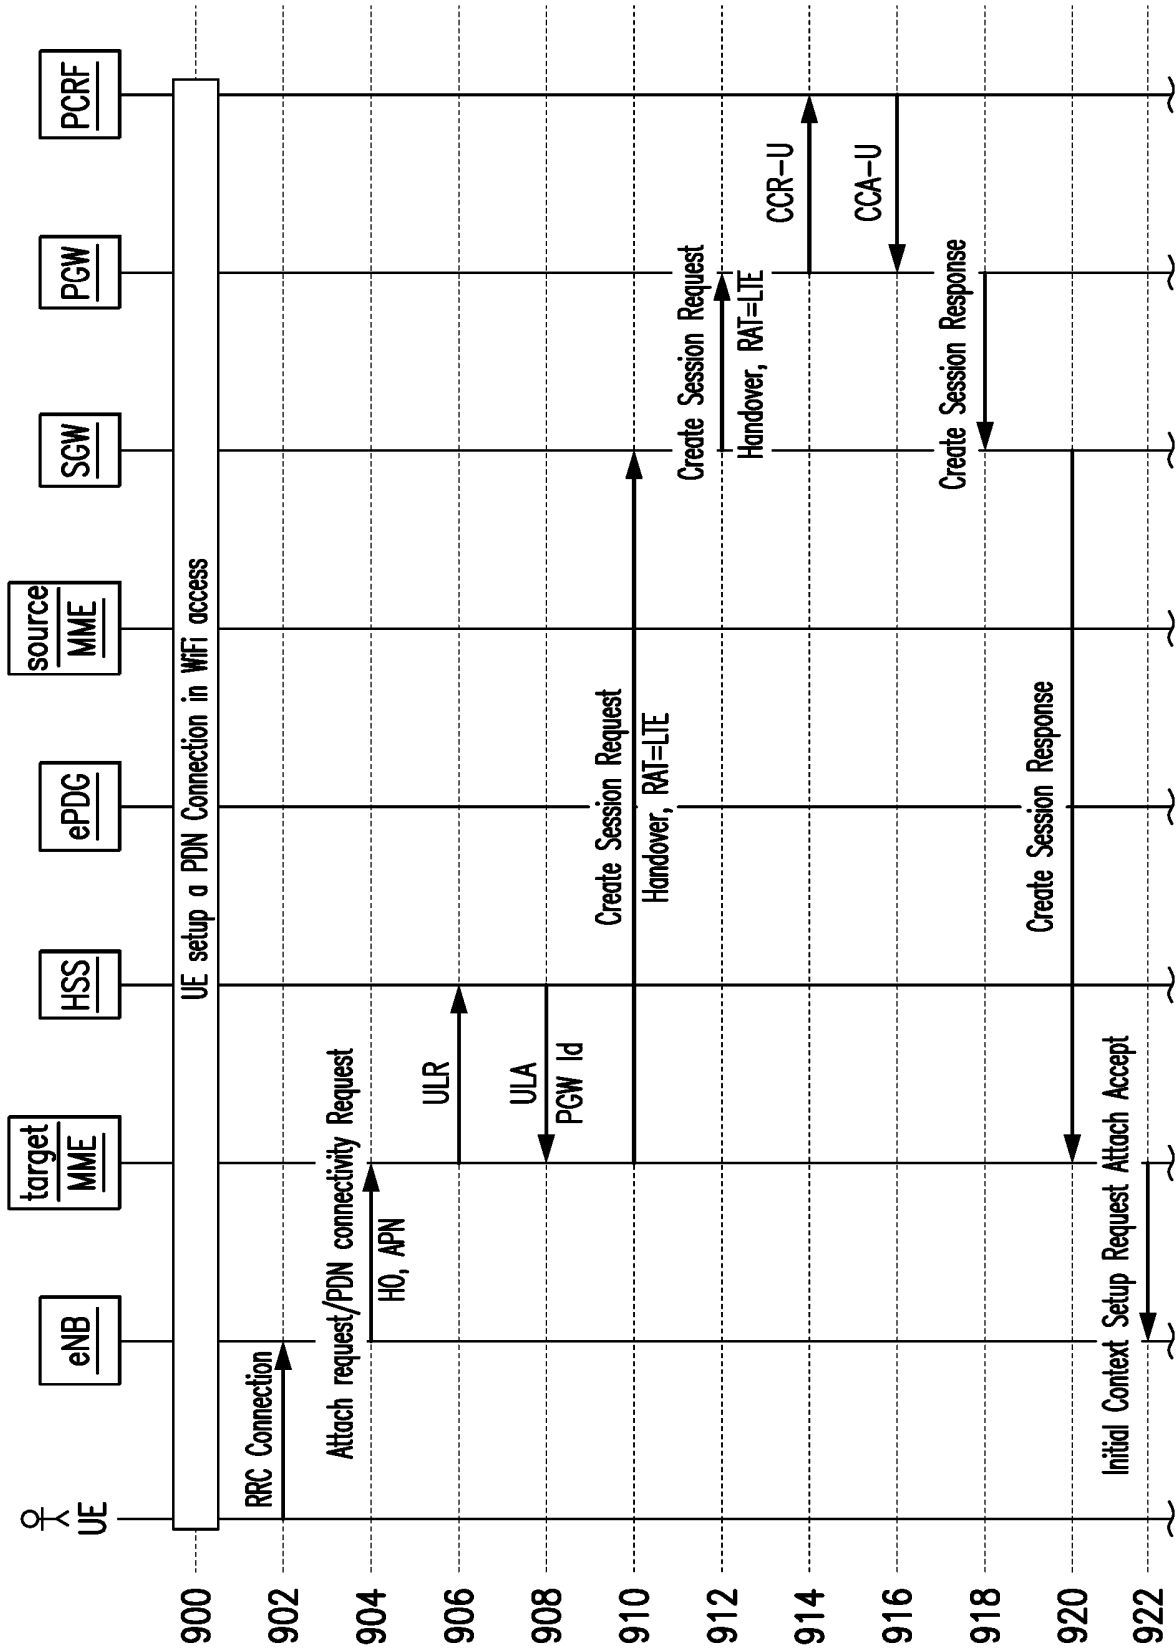 UE
eNB
target
MME
HSS
ePDG
source
MME
SGW
PGW
PCRF
900
UE setup a PDN Connection in WiFi access
902
RRC Connection
904
Attach request/PDN connectivity Request
HO, APN
906
ULR
908
ULA
PGW Id
910
Create Session Request
Handover, RAT=LTE
912
Create Session Request
Handover, RAT=LTE
914
CCR-U
916
CCA-U
918
Create Session Response
920
Create Session Response
922
Initial Context Setup Request Attach Accept